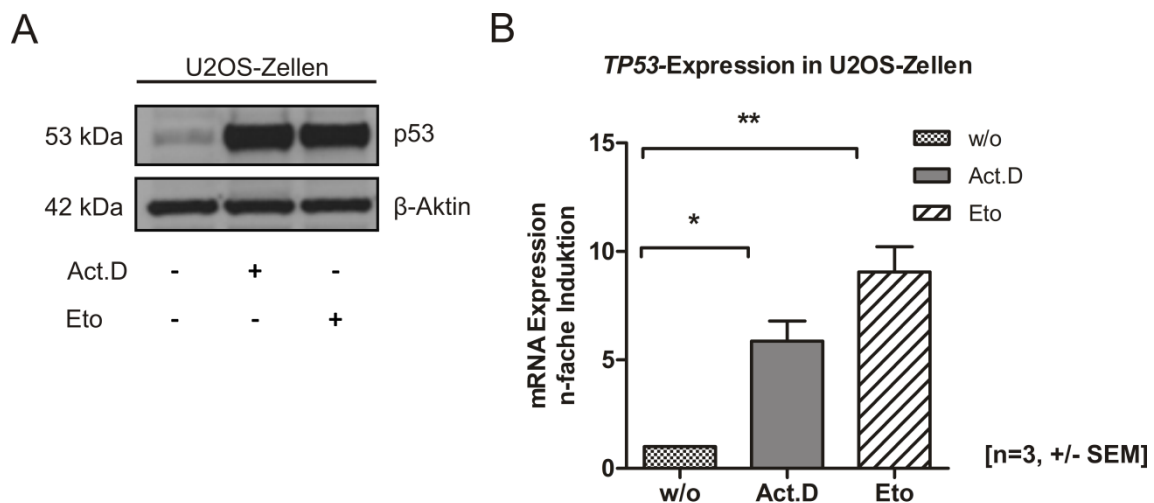 A
U2OS-Zellen
53 kDa
p53
42 kDa
β-Aktin
Act.D - + -
Eto - - +
B
TP53-Expression in U2OS-Zellen
mRNA Expression
n-fache Induktion
15
10
5
0
**
*
w/o
Act.D
Eto
w/o Act.D Eto
[n=3, +/- SEM]